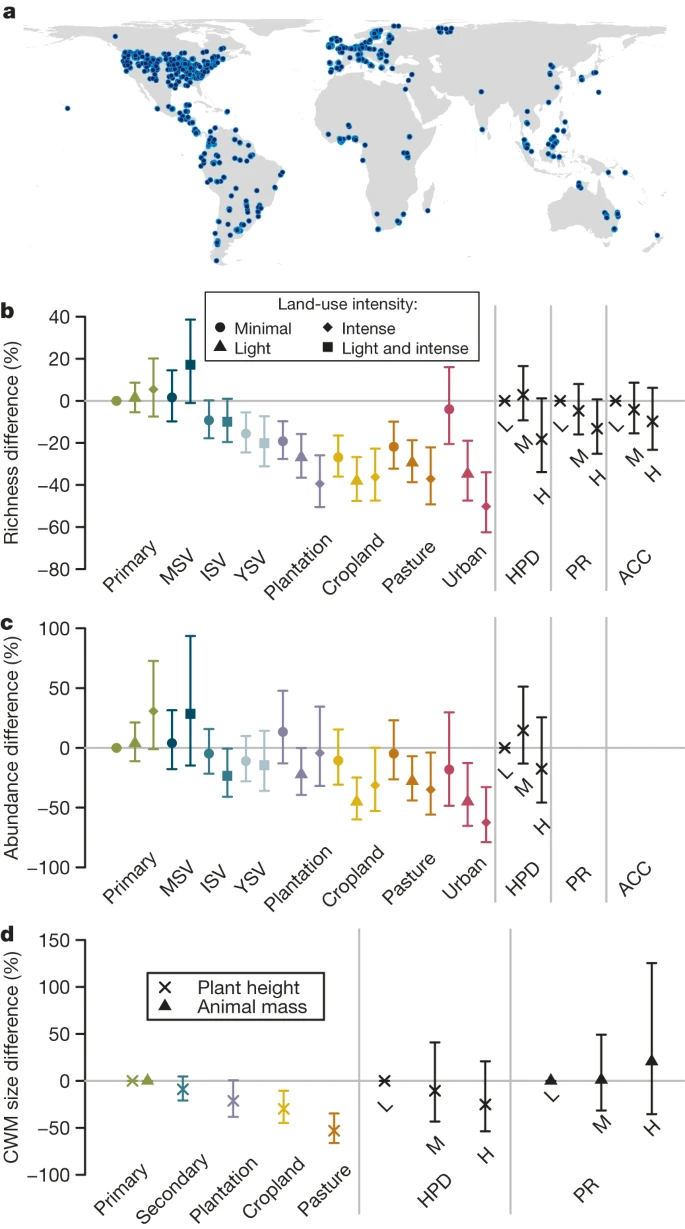 a
b
Land-use intensity:
Minimal
Intense
Light
Light and intense
Richness difference (%)
40
20
0
−20
−40
−60
−80
L
M
H
L
M
H
L
M
H
Primary
MSV
ISV
YSV
Plantation
Cropland
Pasture
Urban
HPD
PR
ACC
c
Abundance difference (%)
100
50
0
−50
−100
L
M
H
Primary
MSV
ISV
YSV
Plantation
Cropland
Pasture
Urban
HPD
PR
ACC
d
CWM size difference (%)
150
100
50
0
−50
−100
Plant height
Animal mass
L
M
H
L
M
H
Primary
Secondary
Plantation
Cropland
Pasture
HPD
PR